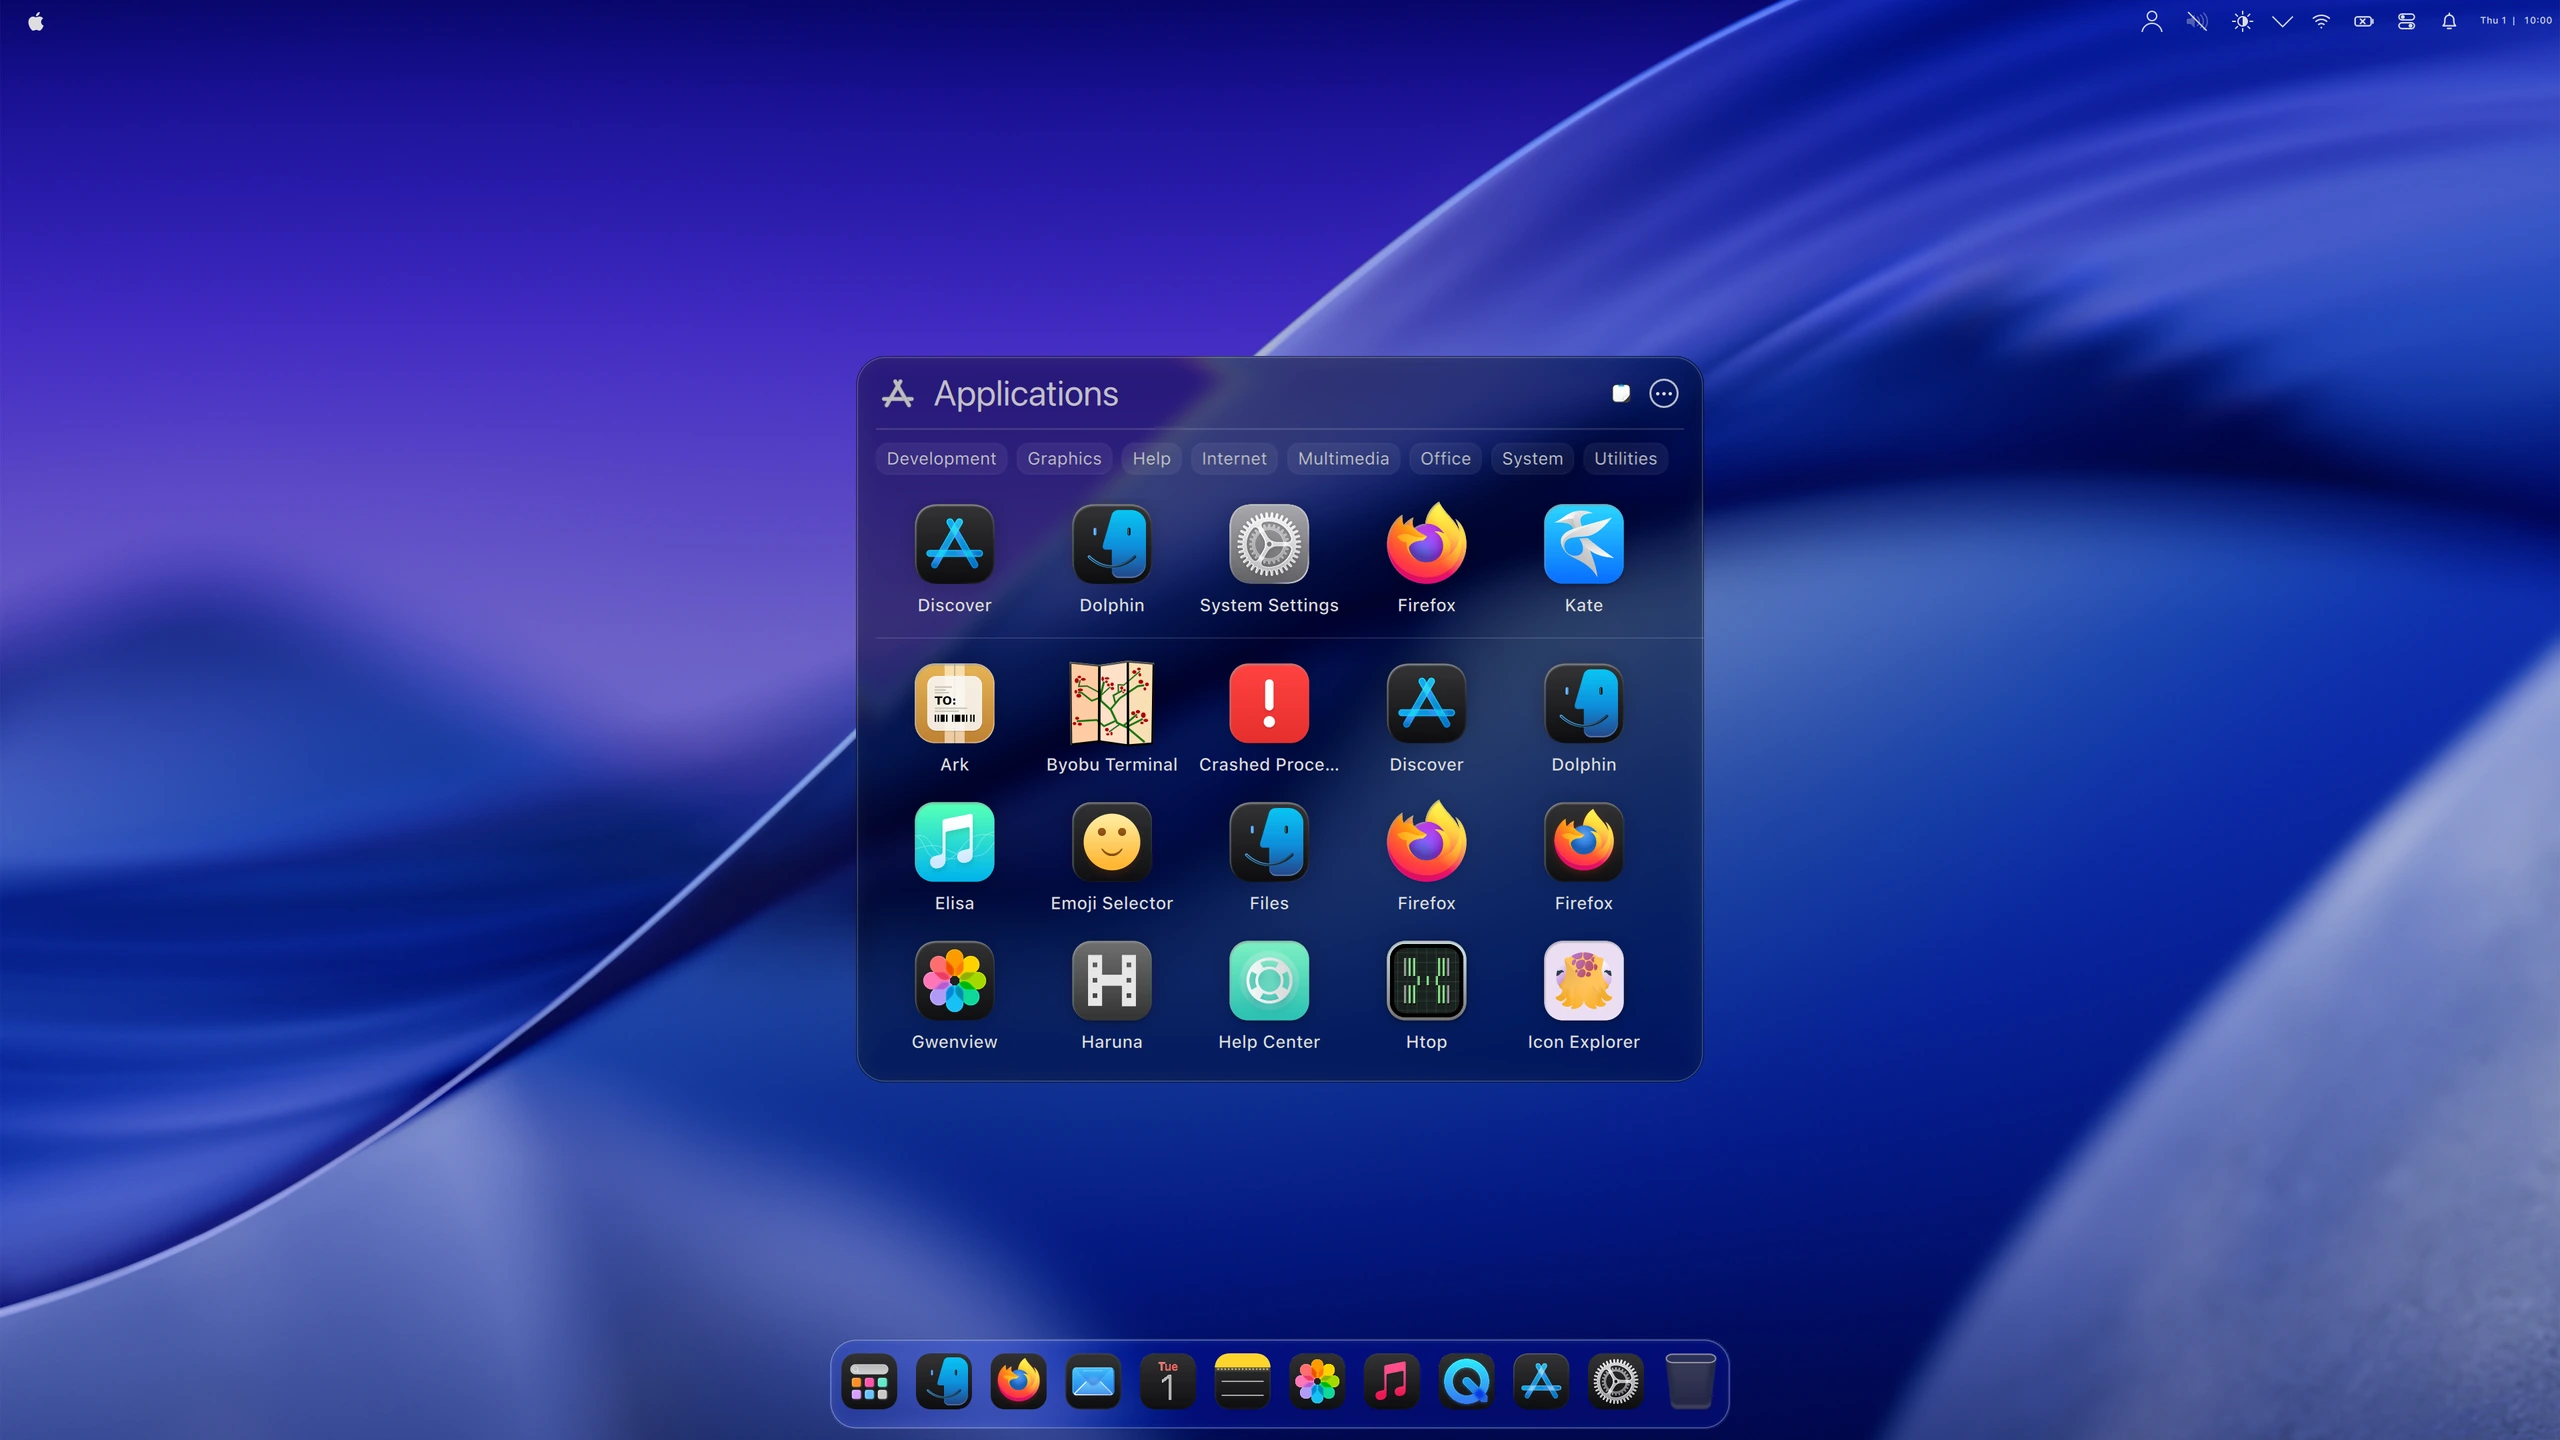 Thu 1 | 10:00
Applications
Development Graphics Help Internet Multimedia Office System Utilities
Discover Dolphin System Settings Firefox Kate
TO:
Ark Byobu Terminal Crashed Proce... Discover Dolphin
Elisa Emoji Selector Files Firefox Firefox
Gwenview Haruna Help Center Htop Icon Explorer
Tue
1